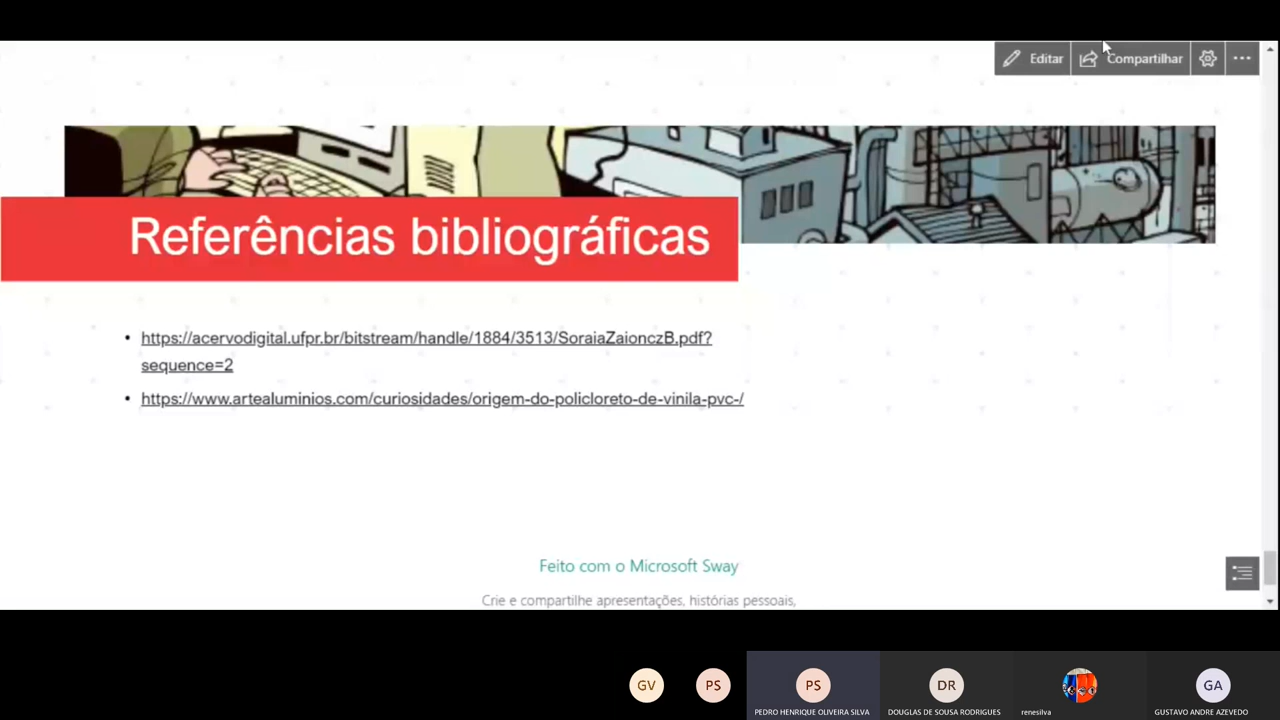 Editar
Compartilhar
Referências bibliográficas
• https://acervodigital.ufpr.br/bitstream/handle/1884/3513/SoraiaZaionczB.pdf?
sequence=2
• https://www.artealuminios.com/curiosidades/origem-do-policloreto-de-vinila-pvc-/
Feito com o Microsoft Sway
Crie e compartilhe apresentações, histórias pessoais,
GV
PS
PS
DR
GA
PEDRO HENRIQUE OLIVEIRA SILVA
DOUGLAS DE SOUSA RODRIGUES
renesilva
GUSTAVO ANDRE AZEVEDO